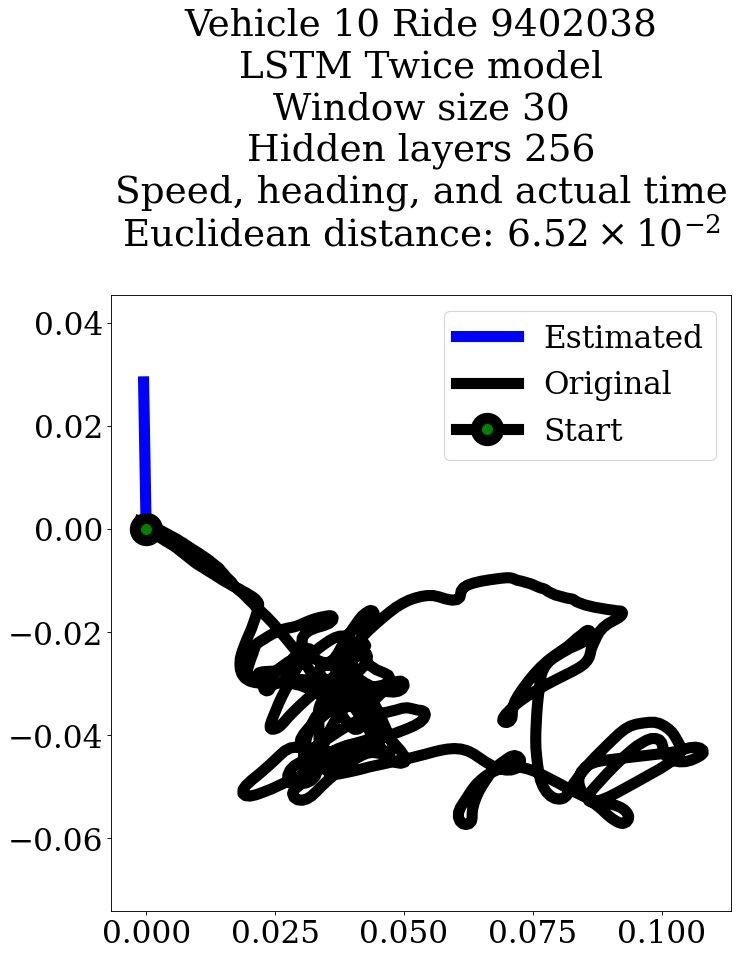 Vehicle 10 Ride 9402038
LSTM Twice model
Window size 30
Hidden layers 256
Speed, heading, and actual time
Euclidean distance: 6.52 × 10⁻²
Estimated
Original
Start
0.04
0.02
0.00
−0.02
−0.04
−0.06
0.000 0.025 0.050 0.075 0.100